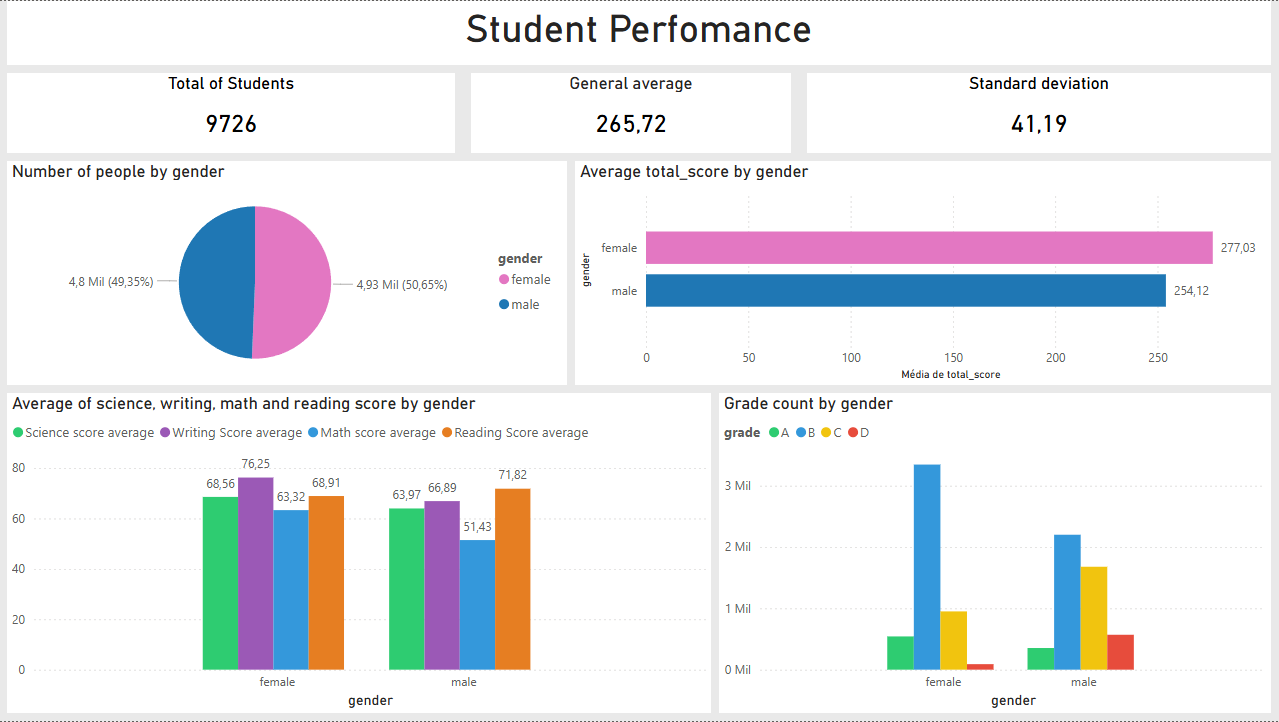 Student Perfomance
Total of Students
9726
General average
265,72
Standard deviation
41,19
Number of people by gender
4,8 Mil (49,35%)
4,93 Mil (50,65%)
gender
female
male
Average total_score by gender
gender
female
277,03
male
254,12
0 50 100 150 200 250
Média de total_score
Average of science, writing, math and reading score by gender
Science score average Writing Score average Math score average Reading Score average
80
60
40
20
0
68,56
76,25
63,32
68,91
63,97
66,89
51,43
71,82
female male
gender
Grade count by gender
grade A B C D
3 Mil
2 Mil
1 Mil
0 Mil
female male
gender